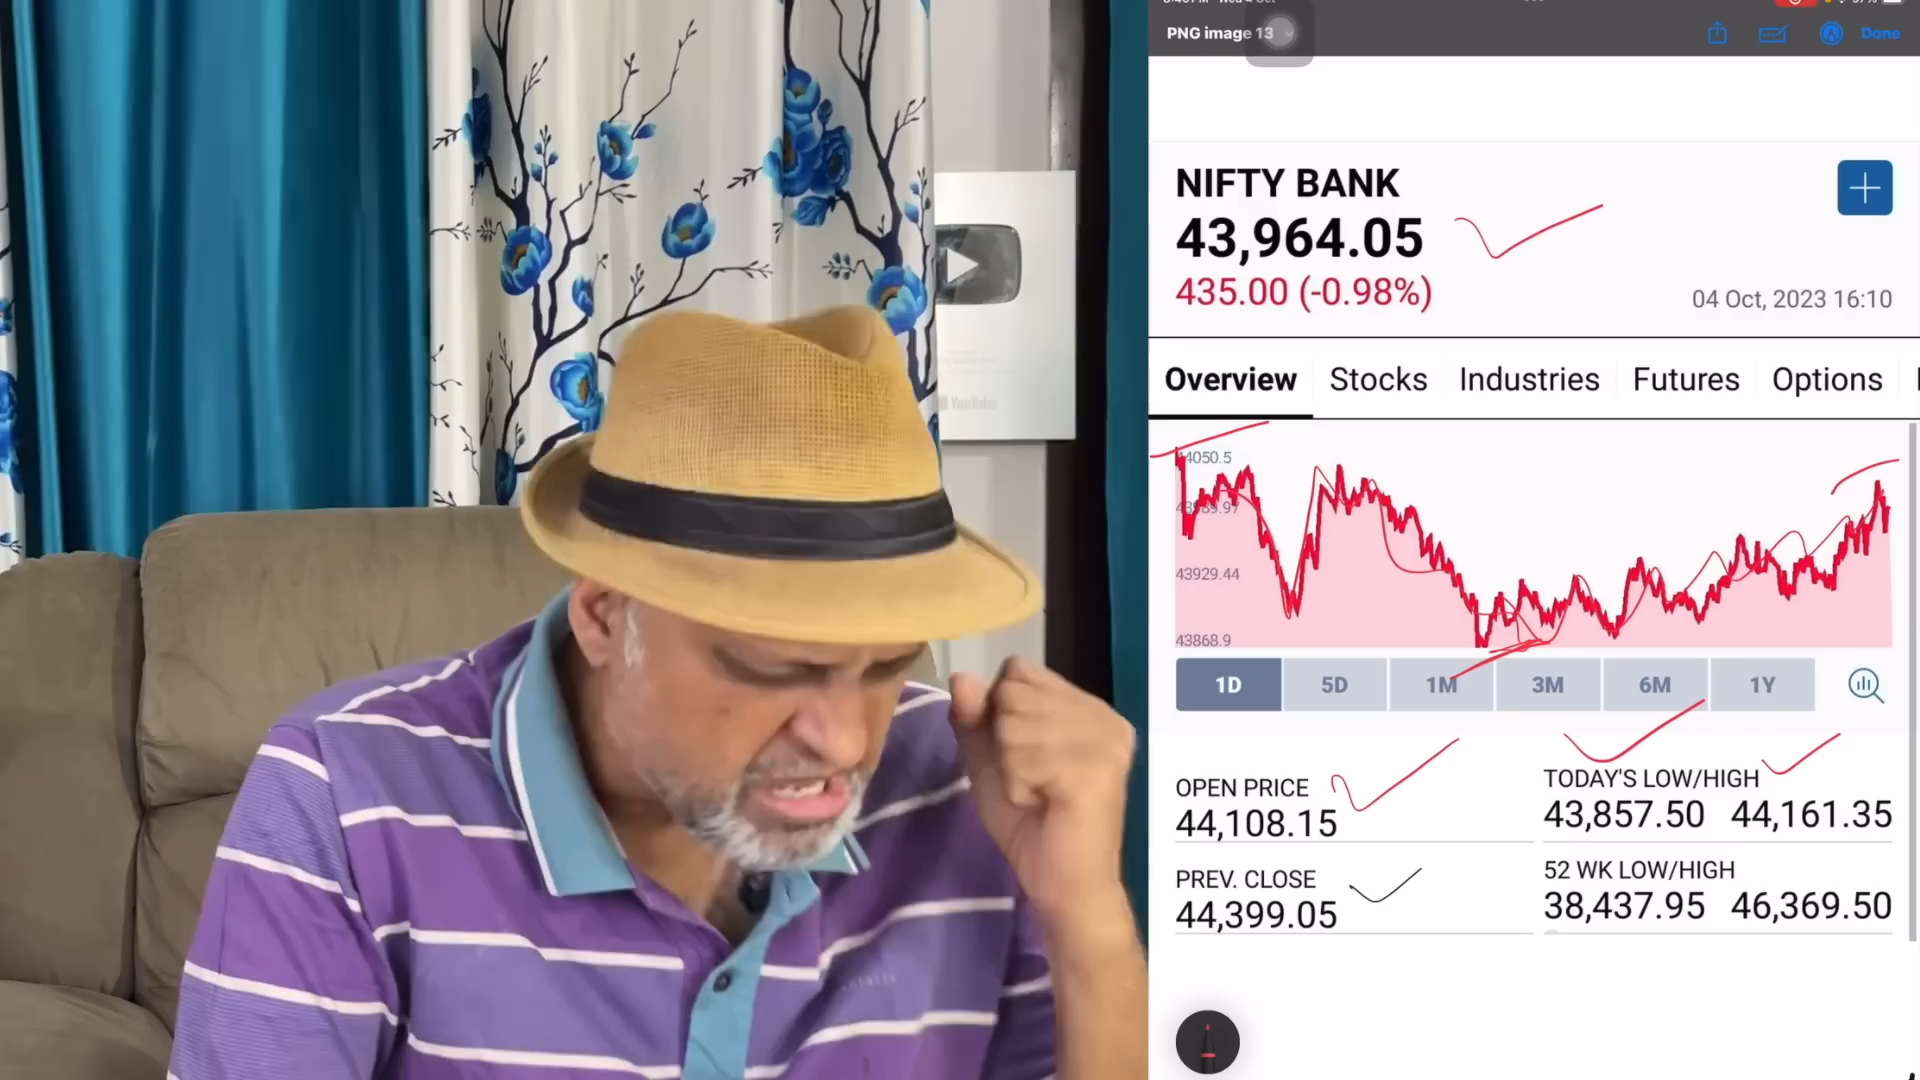 PNG image 13
Done
NIFTY BANK
43,964.05
435.00 (-0.98%)
04 Oct, 2023 16:10
Overview Stocks Industries Futures Options
43929.44
43868.9
1D 5D 1M 3M 6M 1Y
OPEN PRICE
44,108.15
TODAY'S LOW/HIGH
43,857.50 44,161.35
PREV. CLOSE
44,399.05
52 WK LOW/HIGH
38,437.95 46,369.50
YouTube